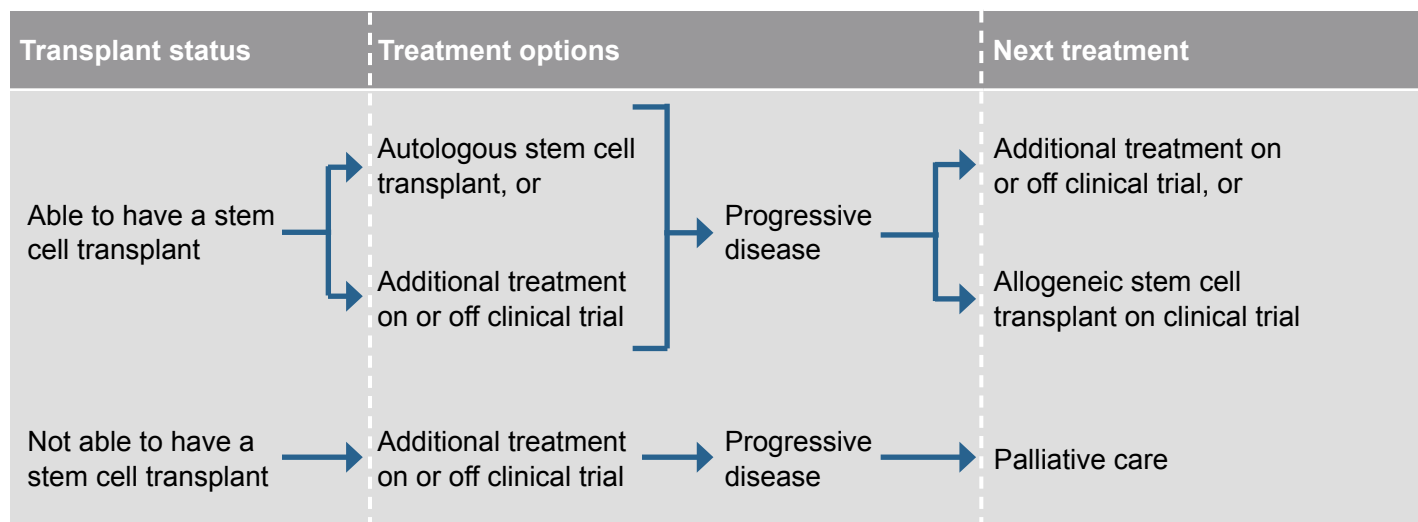 Transplant status
Treatment options
Next treatment
Able to have a stem
cell transplant
Autologous stem cell
transplant, or
Additional treatment
on or off clinical trial
Progressive
disease
Additional treatment on
or off clinical trial, or
Allogeneic stem cell
transplant on clinical trial
Not able to have a
stem cell transplant
Additional treatment
on or off clinical trial
Progressive
disease
Palliative care